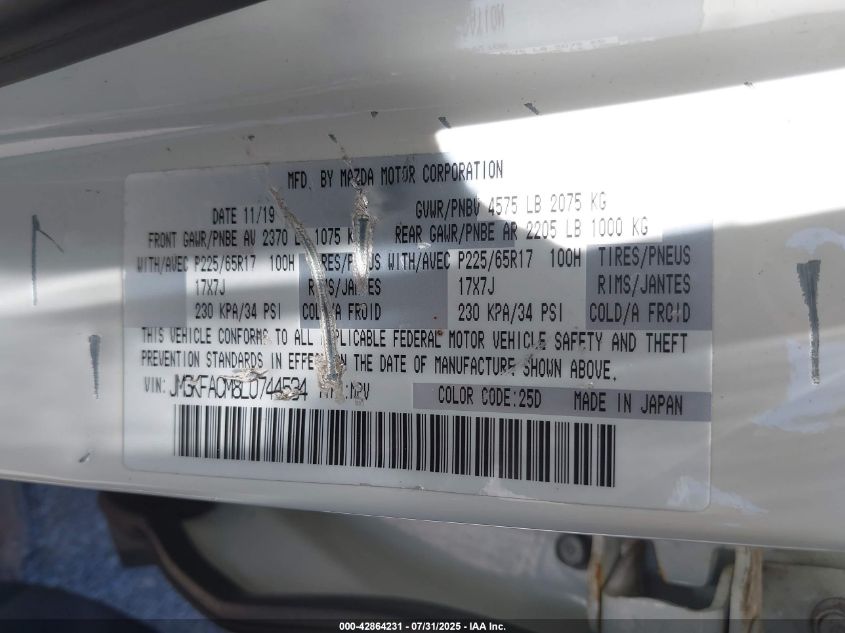 MFD. BY MAZDA MOTOR CORPORATION
DATE 11/19 GVWR/PNBV 4575 LB 2075 KG
FRONT GAWR/PNBE AV 2370 LB 1075 KG REAR GAWR/PNBE AR 2205 LB 1000 KG
WITH/AVEC P225/65R17 100H TIRES/PNEUS WITH/AVEC P225/65R17 100H TIRES/PNEUS
17X7J RIMS/JANTES 17X7J RIMS/JANTES
230 KPA/34 PSI COLD/A FROID 230 KPA/34 PSI COLD/A FROID
THIS VEHICLE CONFORMS TO ALL APPLICABLE FEDERAL MOTOR VEHICLE SAFETY AND THEFT
PREVENTION STANDARDS IN EFFECT ON THE DATE OF MANUFACTURE SHOWN ABOVE.
VIN: JM3KFACM8L0744534 MPV COLOR CODE:25D MADE IN JAPAN
000-42864231 - 07/31/2025 - IAA Inc.